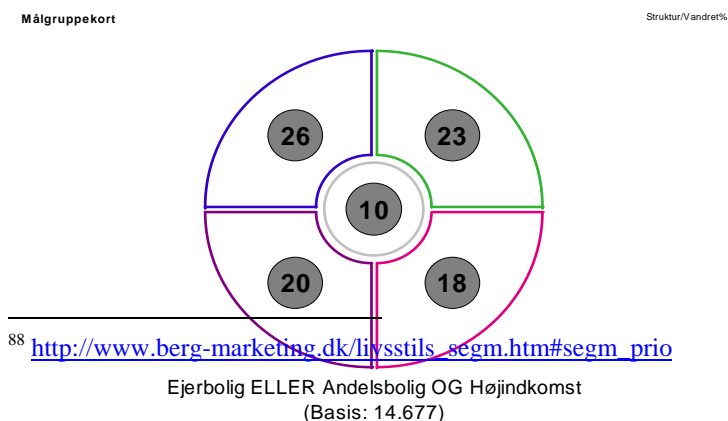 Målgruppekort
Struktur/Vandret%
26
23
10
20
18
88 http://www.berg-marketing.dk/livsstils_segm.htm#segm_prio
Ejerbolig ELLER Andelsbolig OG Højindkomst
(Basis: 14.677)